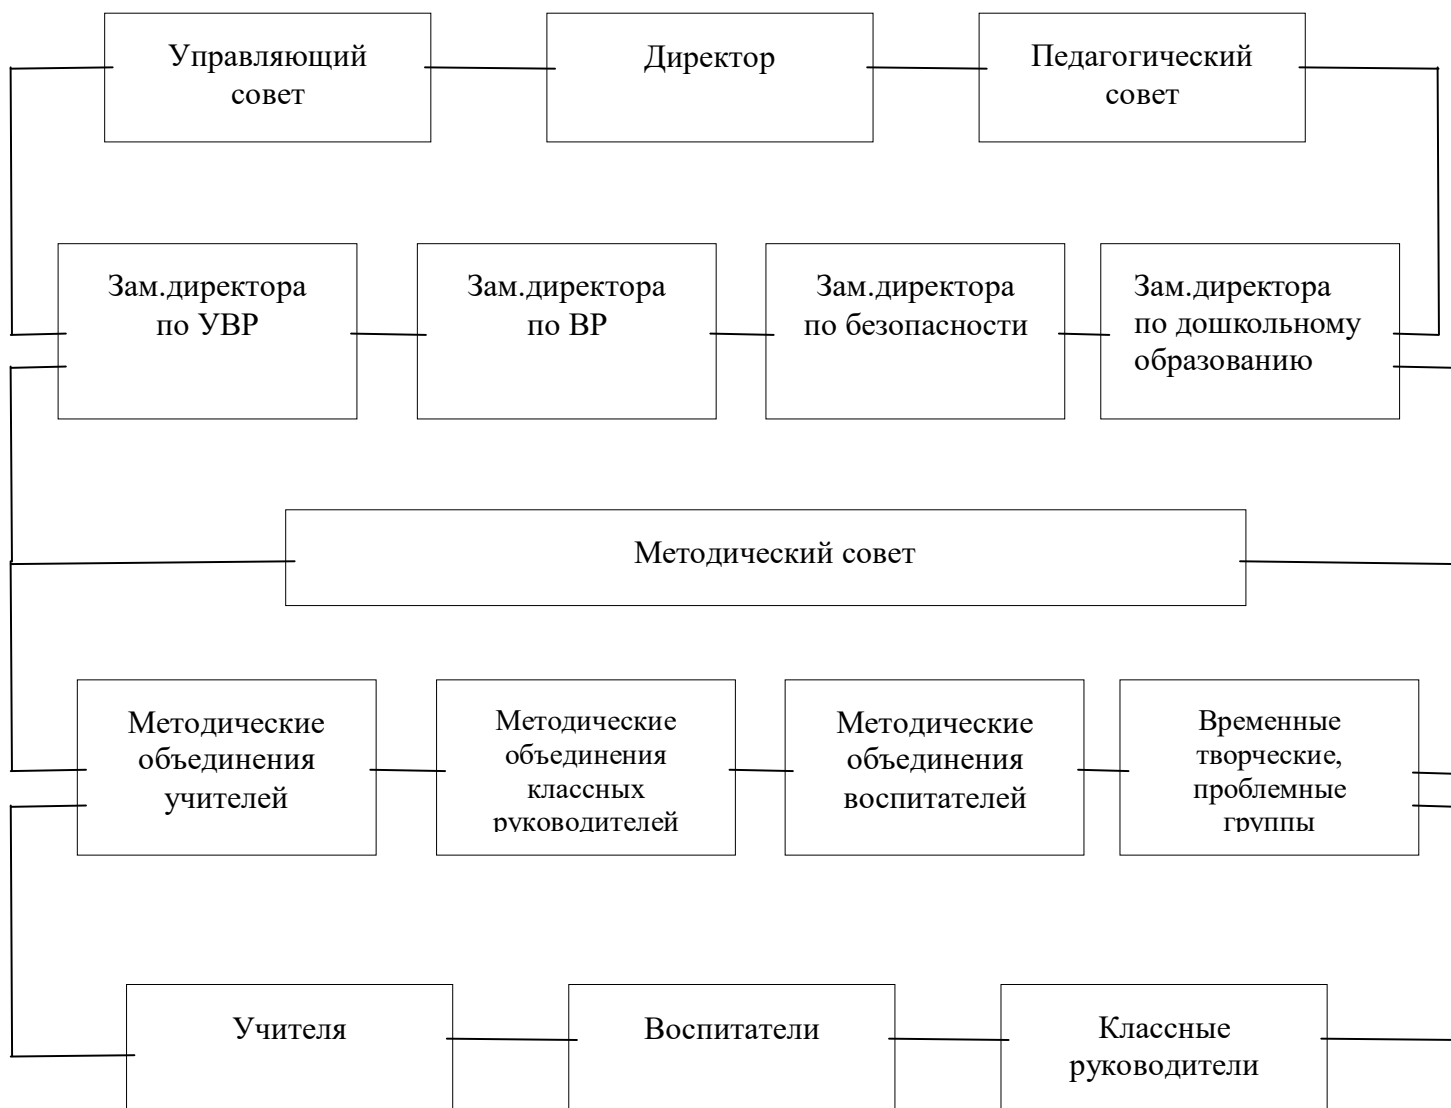 Управляющий
совет
Директор
Педагогический
совет
Зам.директора
по УВР
Зам.директора
по ВР
Зам.директора
по безопасности
Зам.директора
по дошкольному
образованию
Методический совет
Методические
объединения
учителей
Методические
объединения
классных
руководителей
Методические
объединения
воспитателей
Временные
творческие,
проблемные
группы
Учителя
Воспитатели
Классные
руководители